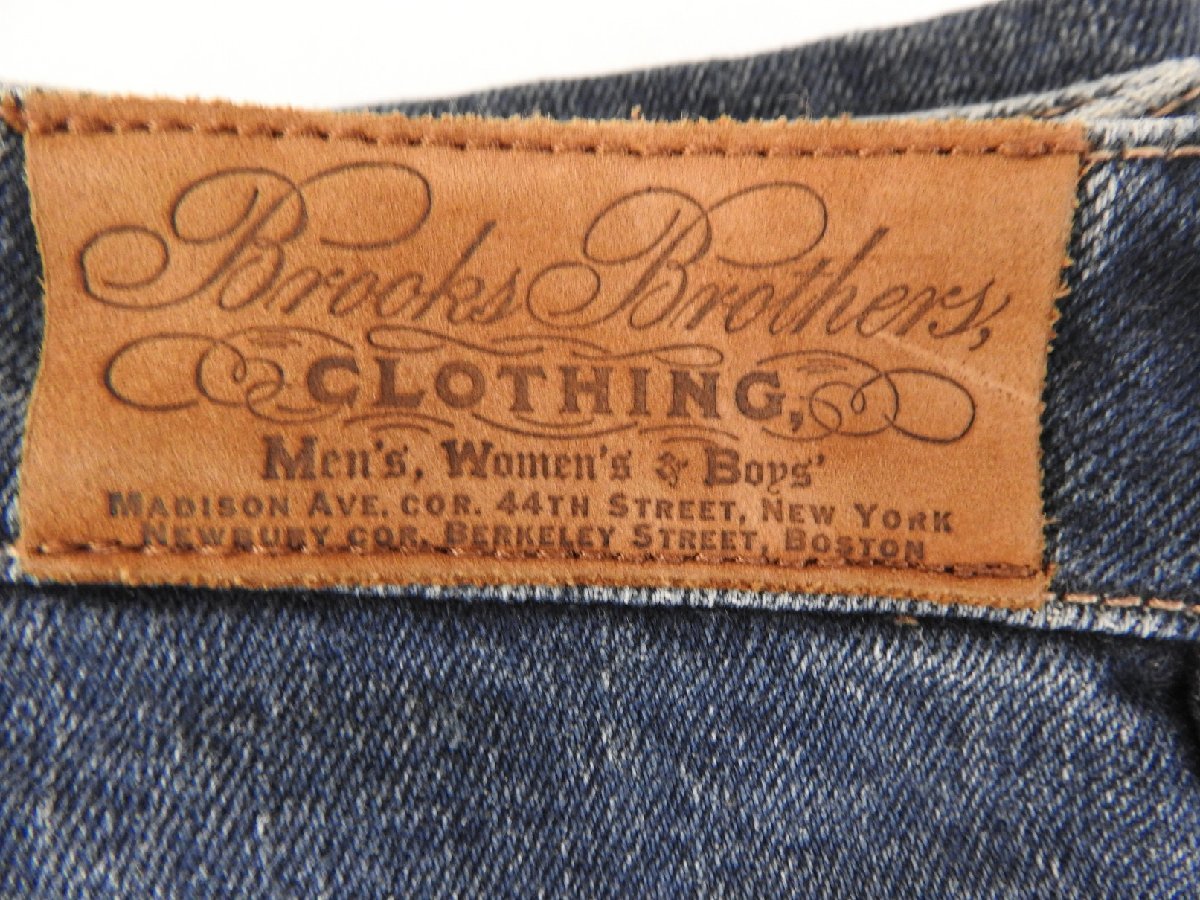 Brooks Brothers,
CLOTHING,
Men's, Women's & Boys'
MADISON AVE. COR. 44TH STREET, NEW YORK
NEWBURY COR. BERKELEY STREET, BOSTON